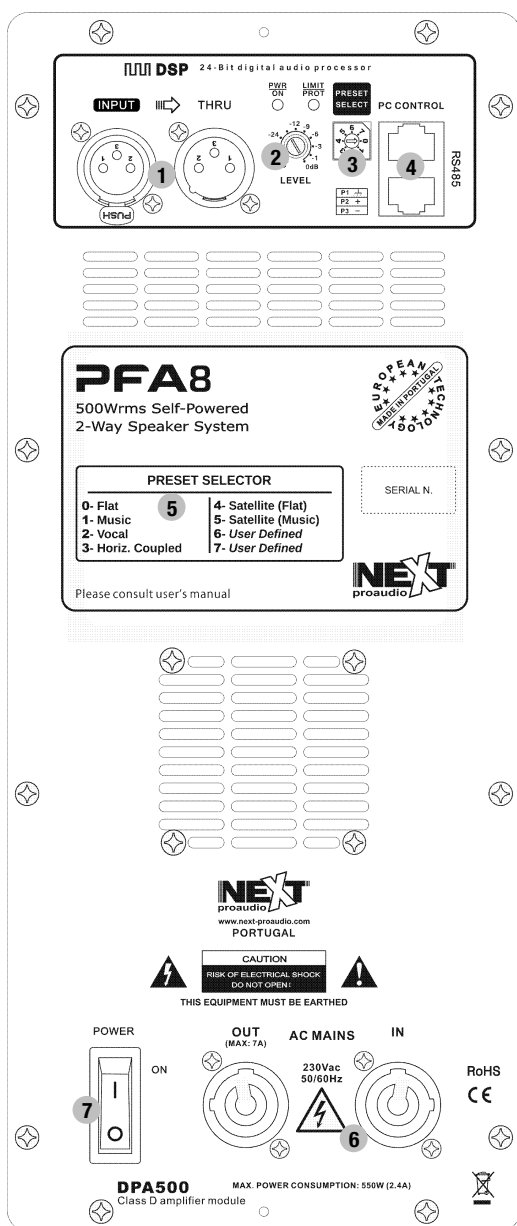 DSP 24-Bit digital audio processor
INPUT THRU
PWR ON
LIMIT PROT
PRESET SELECT
PC CONTROL
3
1 2
3
2 1
PUSH
1
-24 -12 -9 -6 -3 -1 0dB
2
LEVEL
3
4
RS485
P1
P2 +
P3 -
PFA8
500Wrms Self-Powered
2-Way Speaker System
EUROPEAN TECHNOLOGY
MADE IN PORTUGAL
PRESET SELECTOR
0- Flat
1- Music
2- Vocal
3- Horiz. Coupled
5
4- Satellite (Flat)
5- Satellite (Music)
6- User Defined
7- User Defined
SERIAL N.
Please consult user's manual
NEXT
proaudio
NEXT
proaudio
www.next-proaudio.com
PORTUGAL
CAUTION
RISK OF ELECTRICAL SHOCK
DO NOT OPEN!
THIS EQUIPMENT MUST BE EARTHED
POWER
ON
I
O
7
OUT
(MAX: 7A)
AC MAINS
IN
230Vac
50/60Hz
6
RoHS
CE
DPA500
Class D amplifier module
MAX. POWER CONSUMPTION: 550W (2.4A)